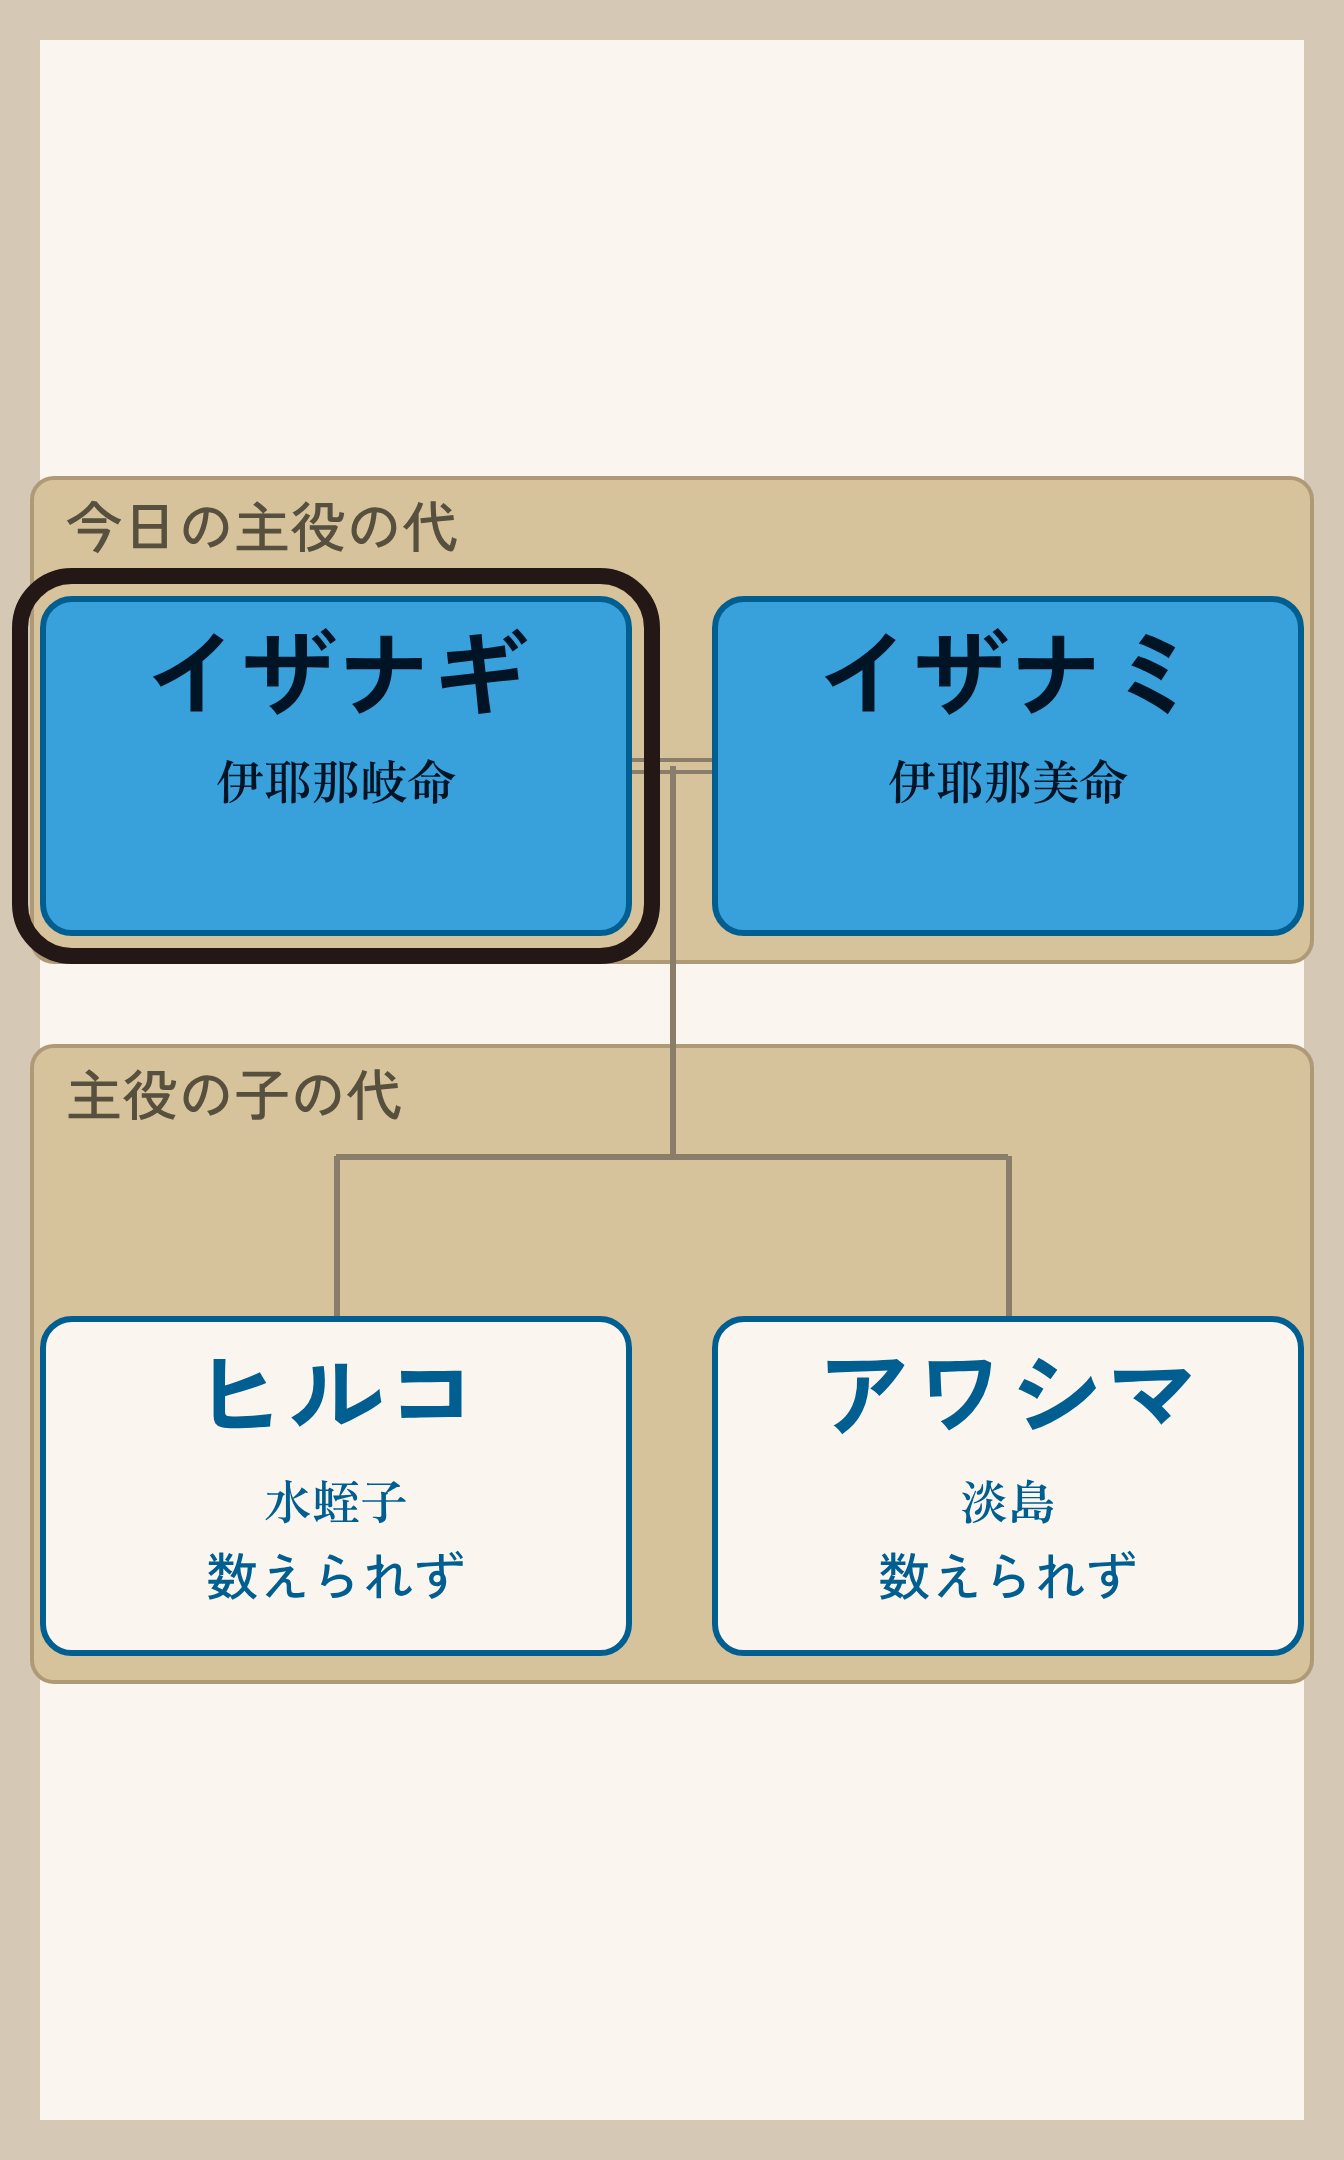 今日の主役の代
イザナギ
伊耶那岐命
イザナミ
伊耶那美命
主役の子の代
ヒルコ
水蛭子
数えられず
アワシマ
淡島
数えられず